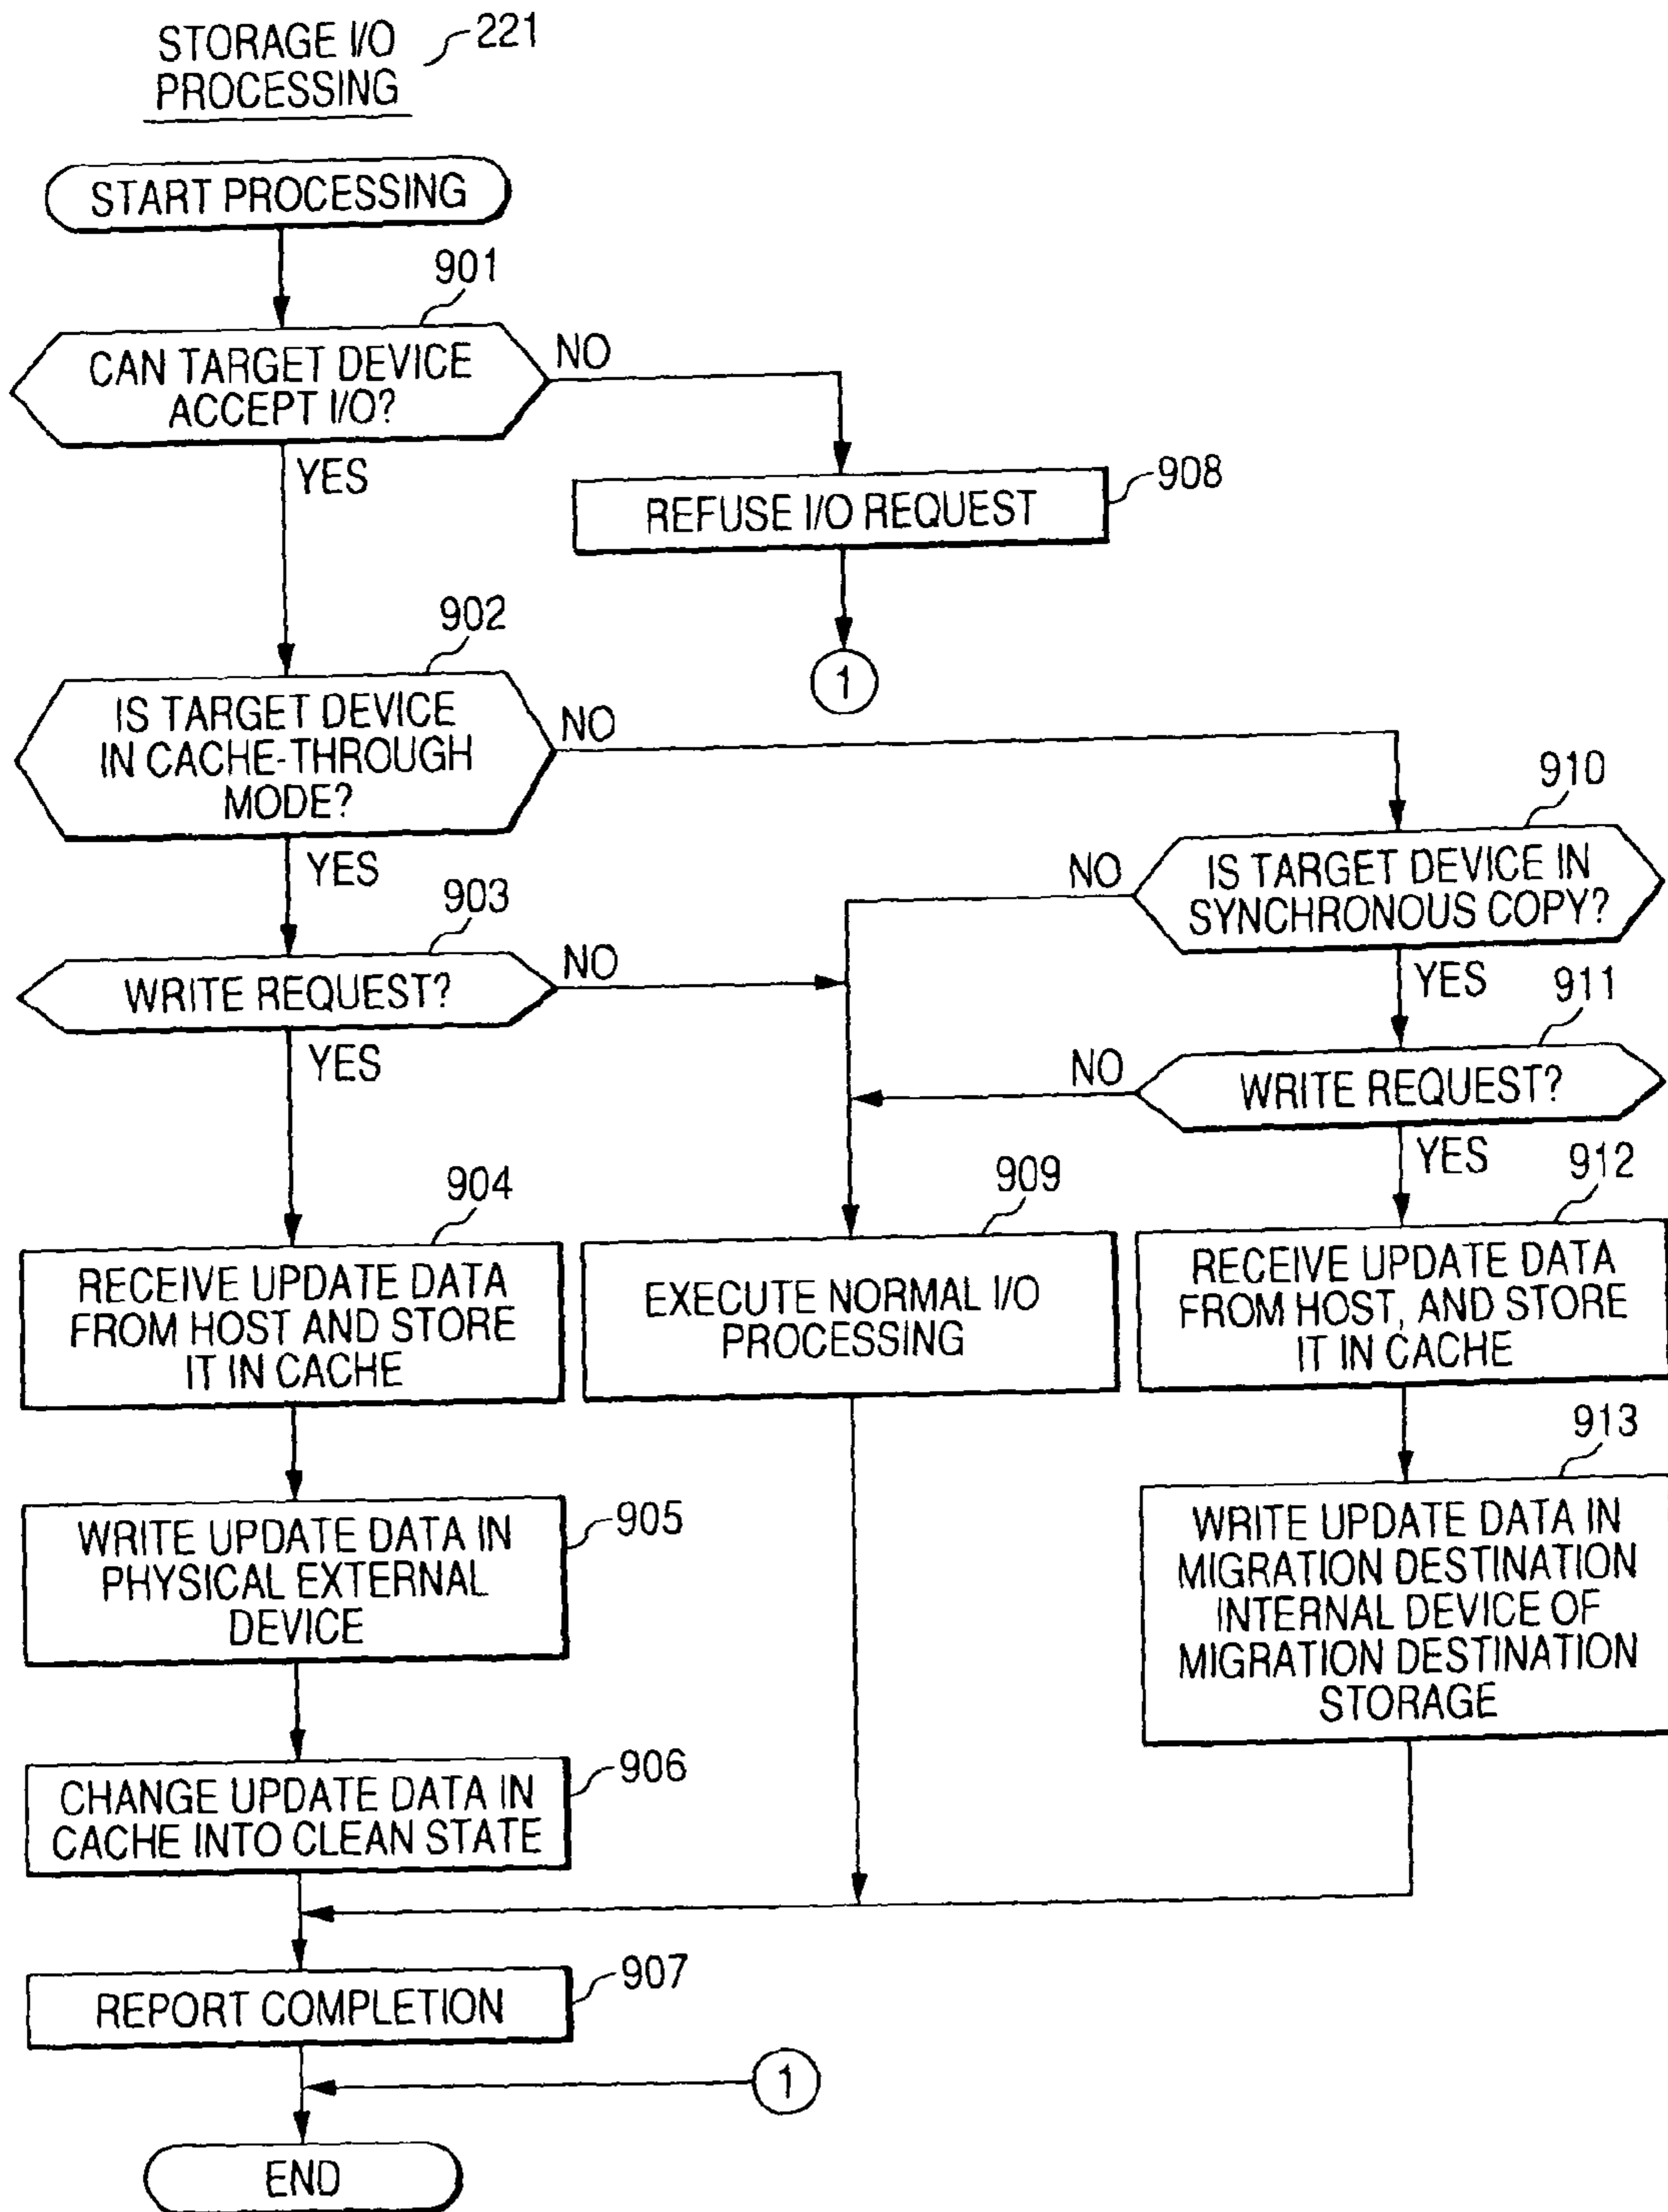 STORAGE I/O
PROCESSING
221
START PROCESSING
901
CAN TARGET DEVICE
ACCEPT I/O?
NO
YES
908
REFUSE I/O REQUEST
1
902
IS TARGET DEVICE
IN CACHE-THROUGH
MODE?
NO
YES
910
IS TARGET DEVICE IN
SYNCHRONOUS COPY?
NO
YES
903
WRITE REQUEST?
NO
YES
911
WRITE REQUEST?
NO
YES
904
RECEIVE UPDATE DATA
FROM HOST AND STORE
IT IN CACHE
909
EXECUTE NORMAL I/O
PROCESSING
912
RECEIVE UPDATE DATA
FROM HOST, AND STORE
IT IN CACHE
905
WRITE UPDATE DATA IN
PHYSICAL EXTERNAL
DEVICE
913
WRITE UPDATE DATA IN
MIGRATION DESTINATION
INTERNAL DEVICE OF
MIGRATION DESTINATION
STORAGE
906
CHANGE UPDATE DATA IN
CACHE INTO CLEAN STATE
907
REPORT COMPLETION
1
END